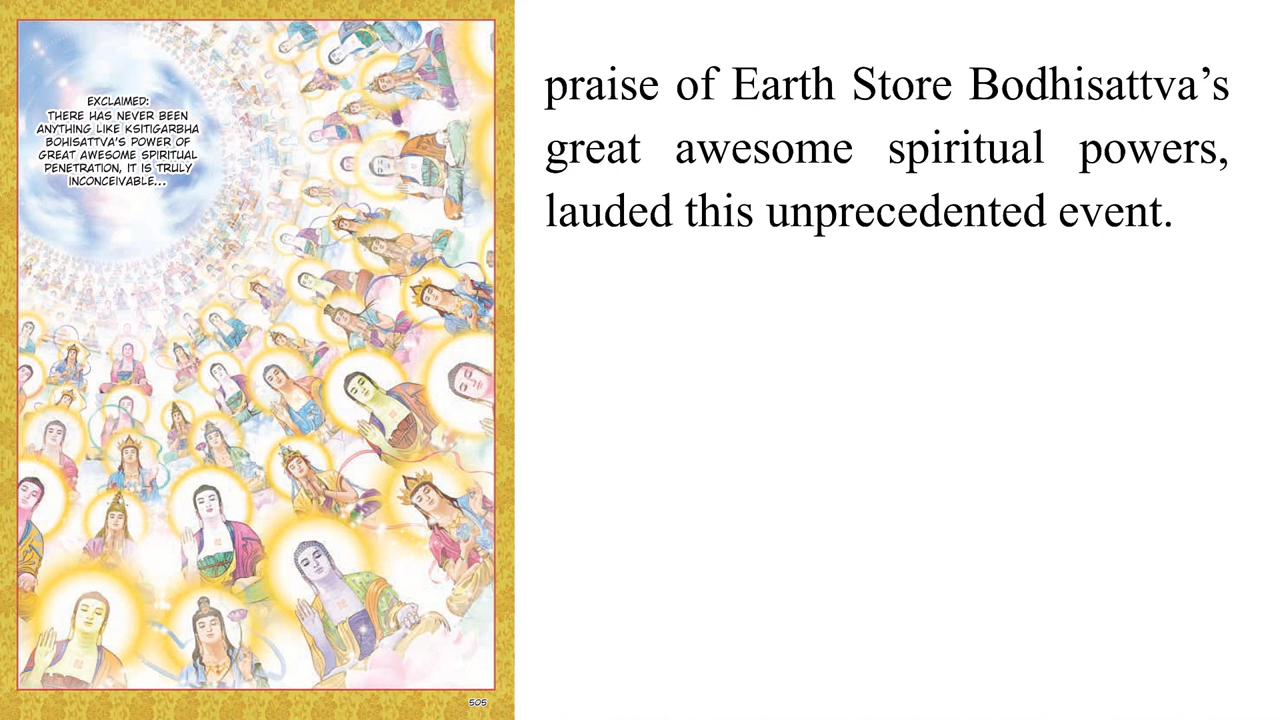 EXCLAIMED:
THERE HAS NEVER BEEN
ANYTHING LIKE KSITIGARBHA
BOHISATTVA'S POWER OF
GREAT AWESOME SPIRITUAL
PENETRATION, IT IS TRULY
INCONCEIVABLE...
505
praise of Earth Store Bodhisattva’s
great awesome spiritual powers,
lauded this unprecedented event.